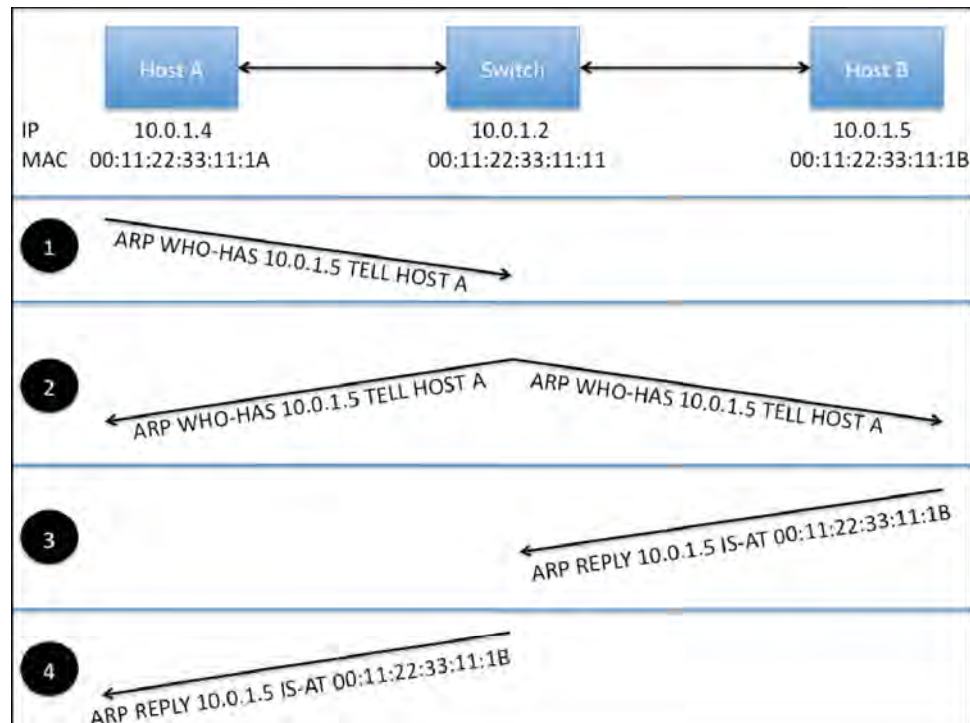 Host A
Switch
Host B
IP 10.0.1.4 10.0.1.2 10.0.1.5
MAC 00:11:22:33:11:1A 00:11:22:33:11:11 00:11:22:33:11:1B
1
ARP WHO-HAS 10.0.1.5 TELL HOST A
2
ARP WHO-HAS 10.0.1.5 TELL HOST A
ARP WHO-HAS 10.0.1.5 TELL HOST A
3
ARP REPLY 10.0.1.5 IS-AT 00:11:22:33:11:1B
4
ARP REPLY 10.0.1.5 IS-AT 00:11:22:33:11:1B